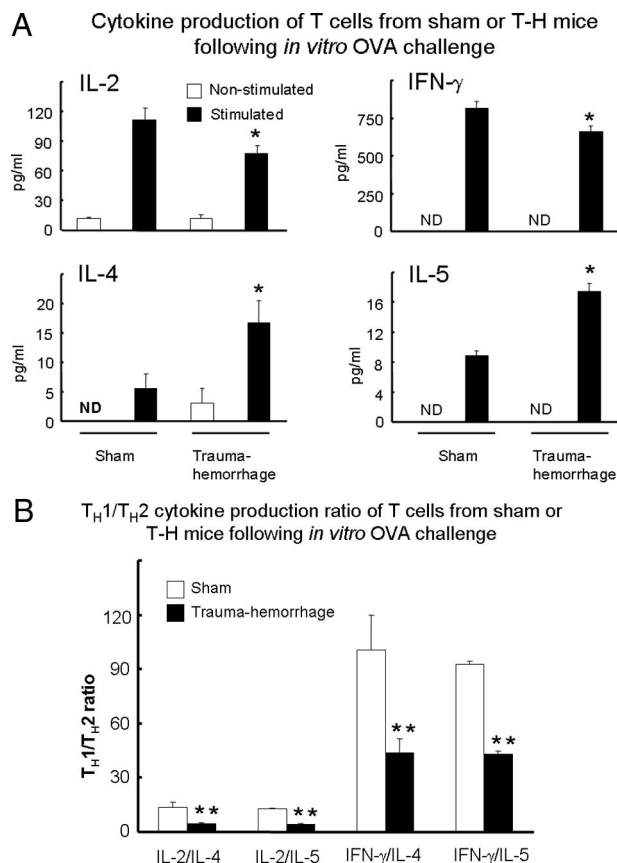 A
Cytokine production of T cells from sham or T-H mice
following in vitro OVA challenge
IL-2
Non-stimulated
Stimulated
pg/ml
120
90
60
30
0
*
IFN-γ
pg/ml
750
500
250
0
ND
ND
*
IL-4
pg/ml
20
15
10
5
0
ND
*
Sham
Trauma-
hemorrhage
IL-5
pg/ml
16
12
8
4
0
ND
ND
*
Sham
Trauma-
hemorrhage
B
TH1/TH2 cytokine production ratio of T cells from sham or
T-H mice following in vitro OVA challenge
Sham
Trauma-hemorrhage
TH1/TH2 ratio
120
90
60
30
0
**
**
**
**
IL-2/IL-4 IL-2/IL-5 IFN-γ/IL-4 IFN-γ/IL-5